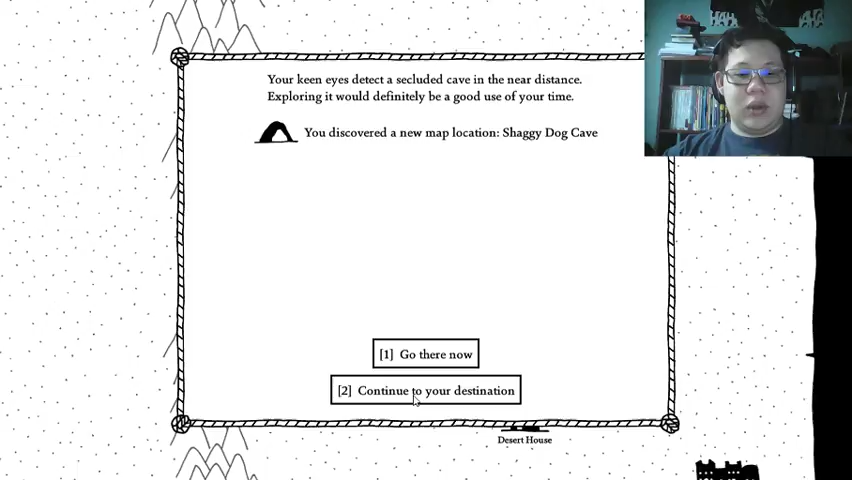 Your keen eyes detect a secluded cave in the near distance.
Exploring it would definitely be a good use of your time.
You discovered a new map location: Shaggy Dog Cave
[1] Go there now
[2] Continue to your destination
Desert House